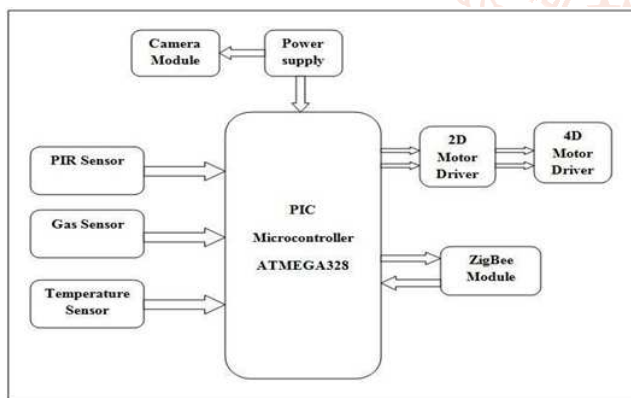 Camera
Module
Power
supply
PIR Sensor
Gas Sensor
Temperature
Sensor
PIC
Microcontroller
ATMEGA328
2D
Motor
Driver
4D
Motor
Driver
ZigBee
Module